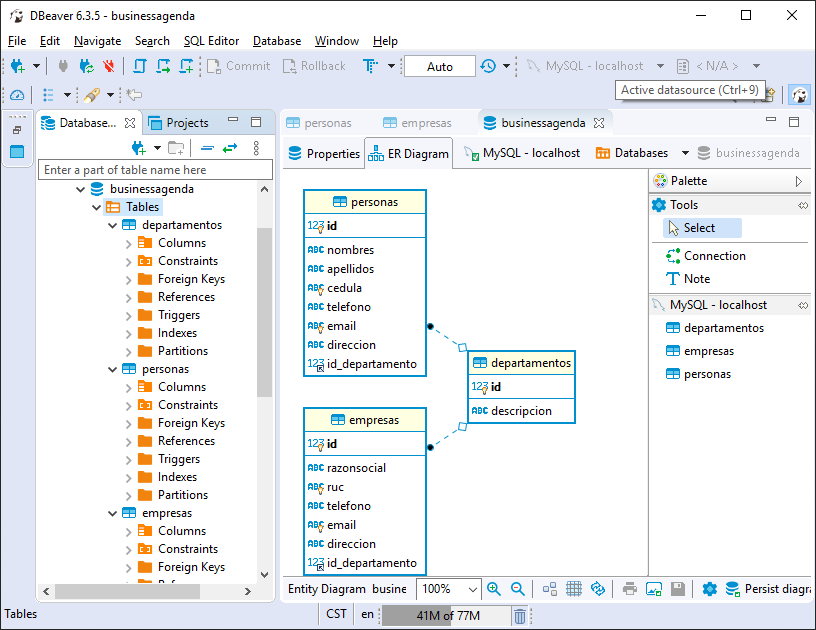 DBeaver 6.3.5 - businessagenda
File Edit Navigate Search SQL Editor Database Window Help
Commit Rollback Auto MySQL - localhost < N/A >
Active datasource (Ctrl+9)
Database... Projects
Enter a part of table name here
businessagenda
Tables
departamentos
Columns
Constraints
Foreign Keys
References
Triggers
Indexes
Partitions
personas
Columns
Constraints
Foreign Keys
References
Triggers
Indexes
Partitions
empresas
Columns
Constraints
Foreign Keys
personas empresas businessagenda
Properties ER Diagram MySQL - localhost Databases businessagenda
personas
123 id
ABC nombres
ABC apellidos
ABC cedula
ABC telefono
ABC email
ABC direccion
123 id_departamento
departamentos
123 id
ABC descripcion
empresas
123 id
ABC razonsocial
ABC ruc
ABC telefono
ABC email
ABC direccion
123 id_departamento
Palette
Tools
Select
Connection
Note
MySQL - localhost
departamentos
empresas
personas
Entity Diagram busine 100% Persist diagra
Tables CST en 41M of 77M